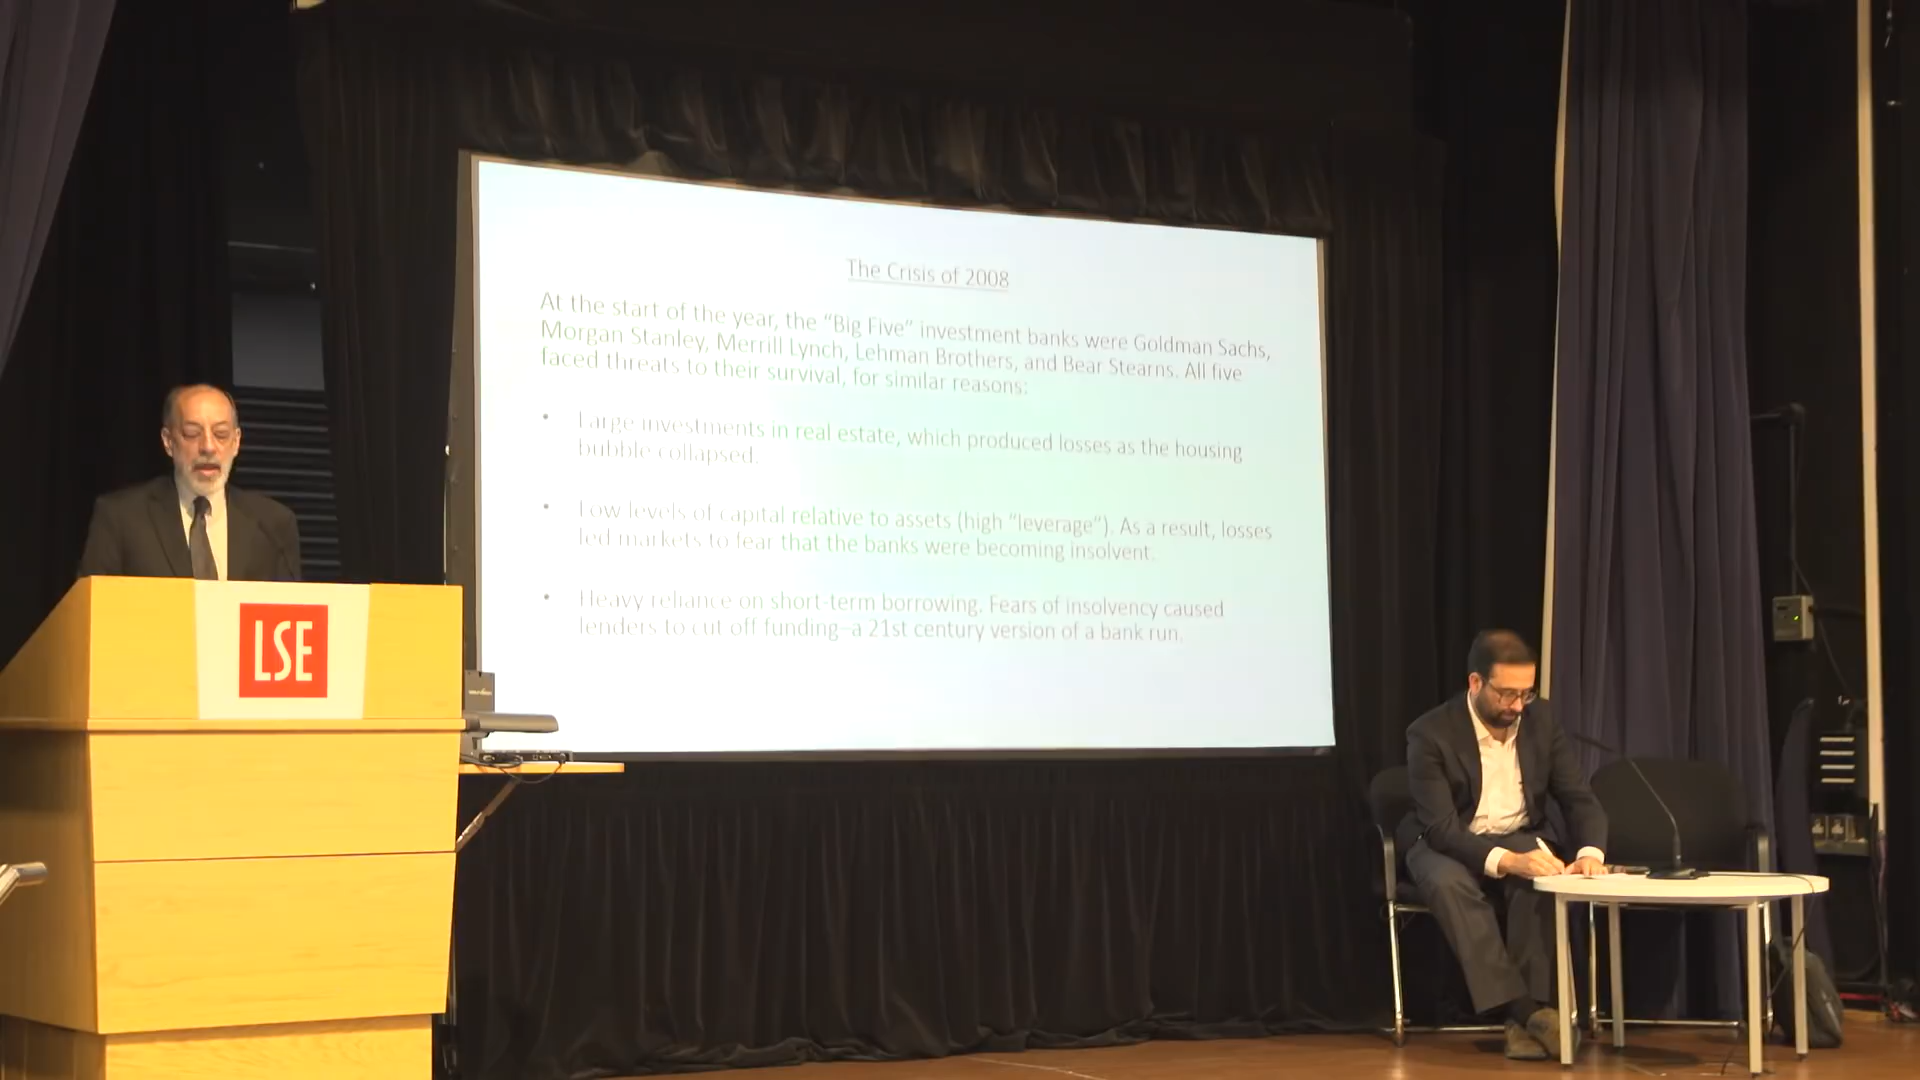 The Crisis of 2008
At the start of the year, the “Big Five” investment banks were Goldman Sachs,
Morgan Stanley, Merrill Lynch, Lehman Brothers, and Bear Stearns. All five
faced threats to their survival, for similar reasons:
• Large investments in real estate, which produced losses as the housing
bubble collapsed.
• Low levels of capital relative to assets (high “leverage”). As a result, losses
led markets to fear that the banks were becoming insolvent.
• Heavy reliance on short-term borrowing. Fears of insolvency caused
lenders to cut off funding–a 21st century version of a bank run.
LSE